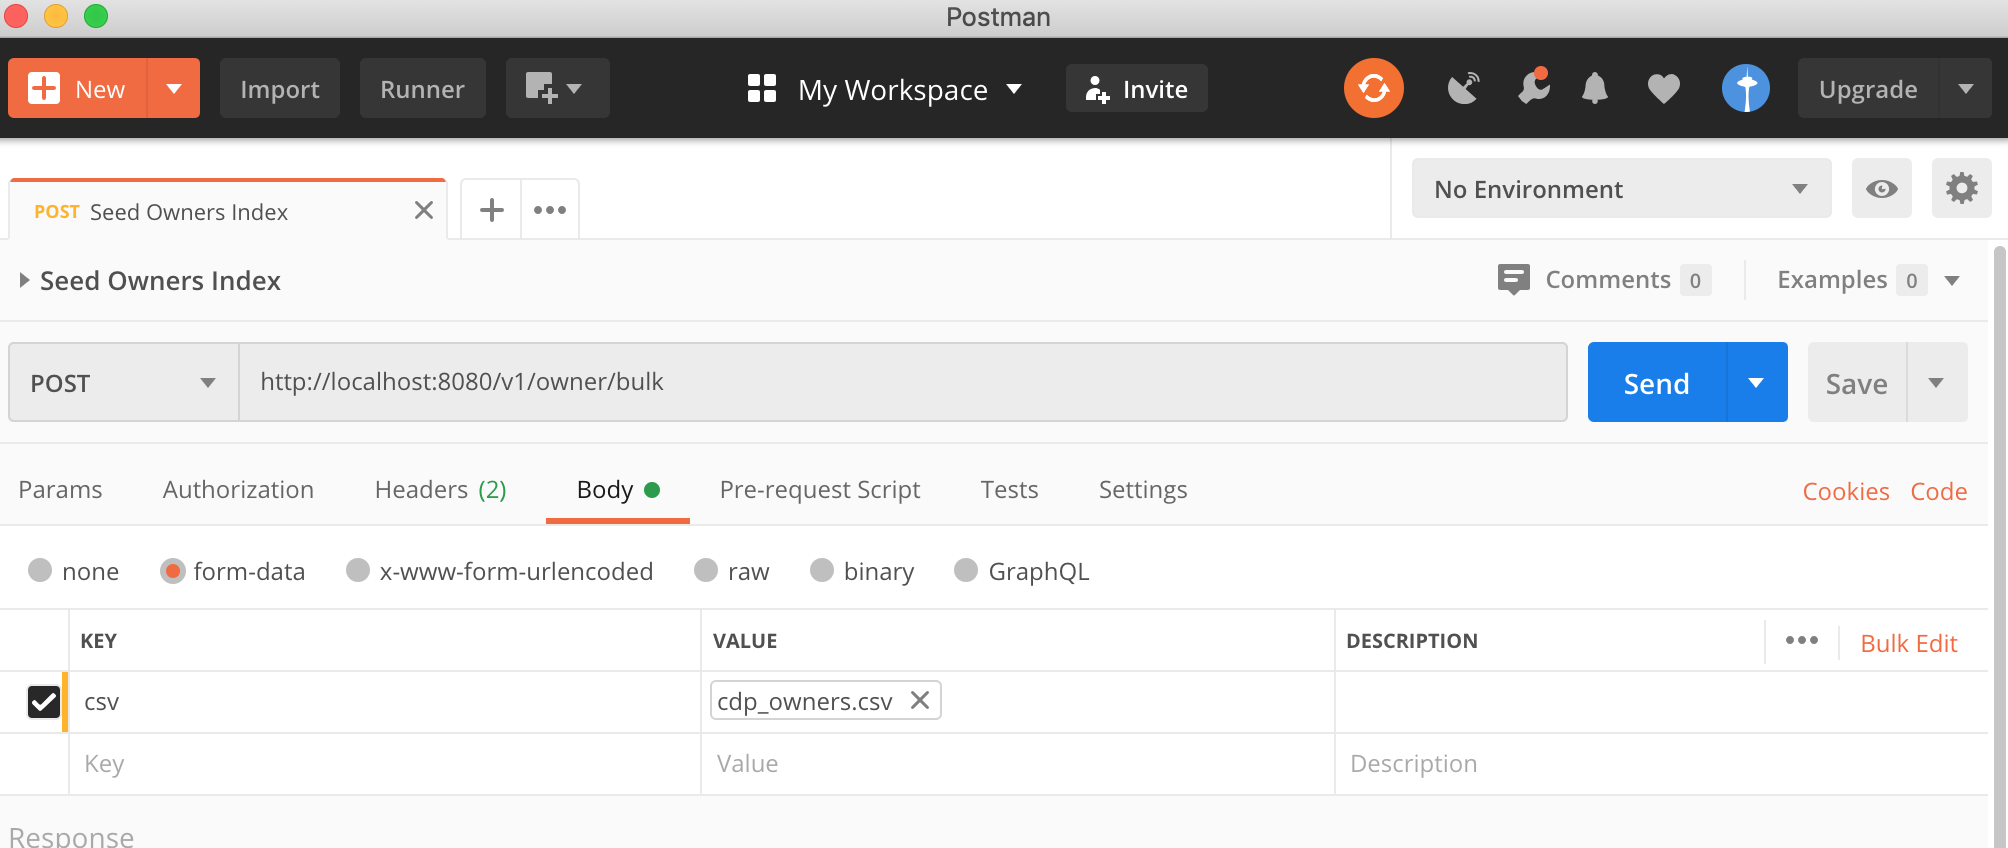 Postman
New Import Runner My Workspace Invite Upgrade
POST Seed Owners Index No Environment
Seed Owners Index Comments 0 Examples 0
POST http://localhost:8080/v1/owner/bulk Send Save
Params Authorization Headers (2) Body Pre-request Script Tests Settings Cookies Code
none form-data x-www-form-urlencoded raw binary GraphQL
KEY VALUE DESCRIPTION Bulk Edit
csv cdp_owners.csv
Key Value Description
Response